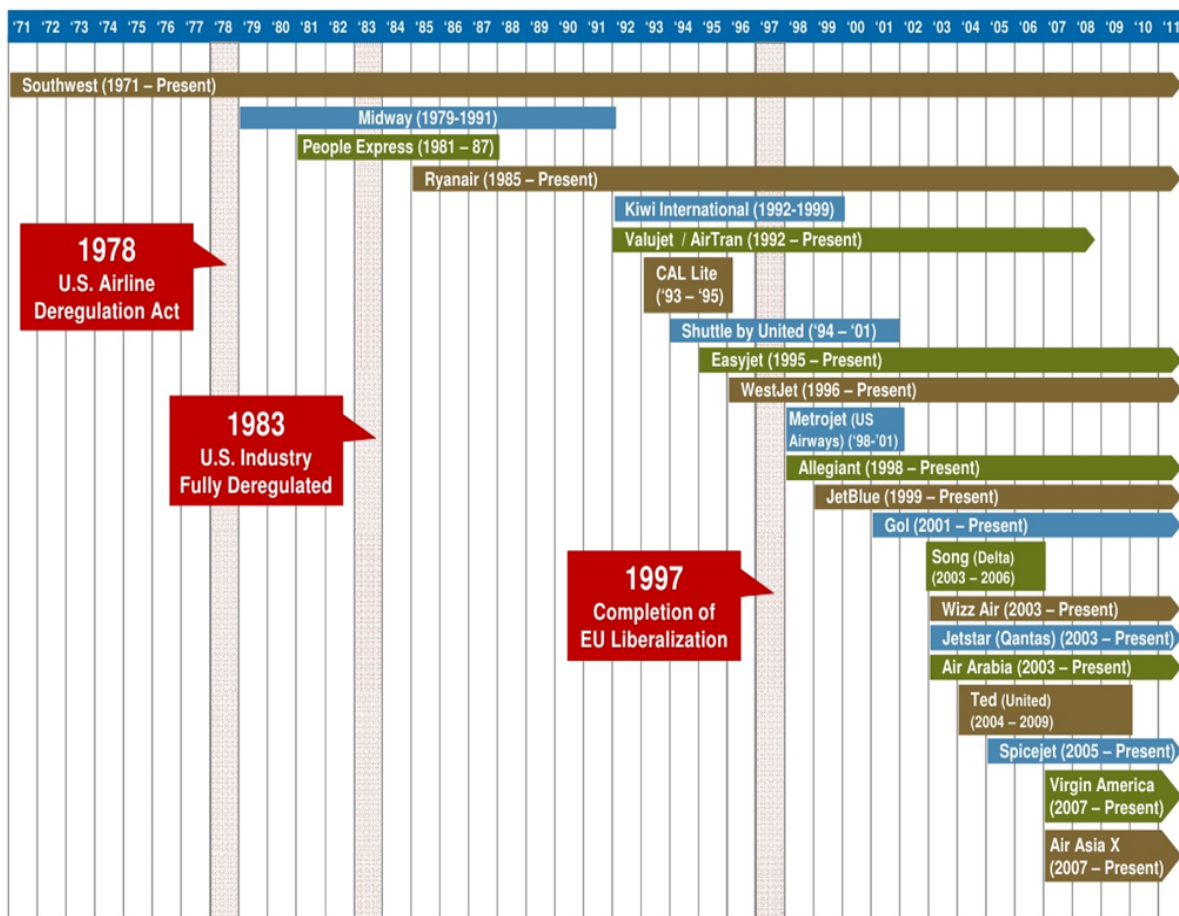 ‘71 ‘72 ‘73 ‘74 ‘75 ‘76 ‘77 ‘78 ‘79 ‘80 ‘81 ‘82 ‘83 ‘84 ‘85 ‘86 ‘87 ‘88 ‘89 ‘90 ‘91 ‘92 ‘93 ‘94 ‘95 ‘96 ‘97 ‘98 ‘99 ‘00 ‘01 ‘02 ‘03 ‘04 ‘05 ‘06 ‘07 ‘08 ‘09 ‘10 ‘11
Southwest (1971 – Present)
Midway (1979-1991)
People Express (1981 – 87)
Ryanair (1985 – Present)
Kiwi International (1992-1999)
Valujet / AirTran (1992 – Present)
1978
U.S. Airline
Deregulation Act
CAL Lite
(‘93 – ‘95)
Shuttle by United (‘94 – ‘01)
Easyjet (1995 – Present)
WestJet (1996 – Present)
1983
U.S. Industry
Fully Deregulated
Metrojet (US
Airways) (‘98-’01)
Allegiant (1998 – Present)
JetBlue (1999 – Present)
Gol (2001 – Present)
1997
Completion of
EU Liberalization
Song (Delta)
(2003 – 2006)
Wizz Air (2003 – Present)
Jetstar (Qantas) (2003 – Present)
Air Arabia (2003 – Present)
Ted (United)
(2004 – 2009)
Spicejet (2005 – Present)
Virgin America
(2007 – Present)
Air Asia X
(2007 – Present)